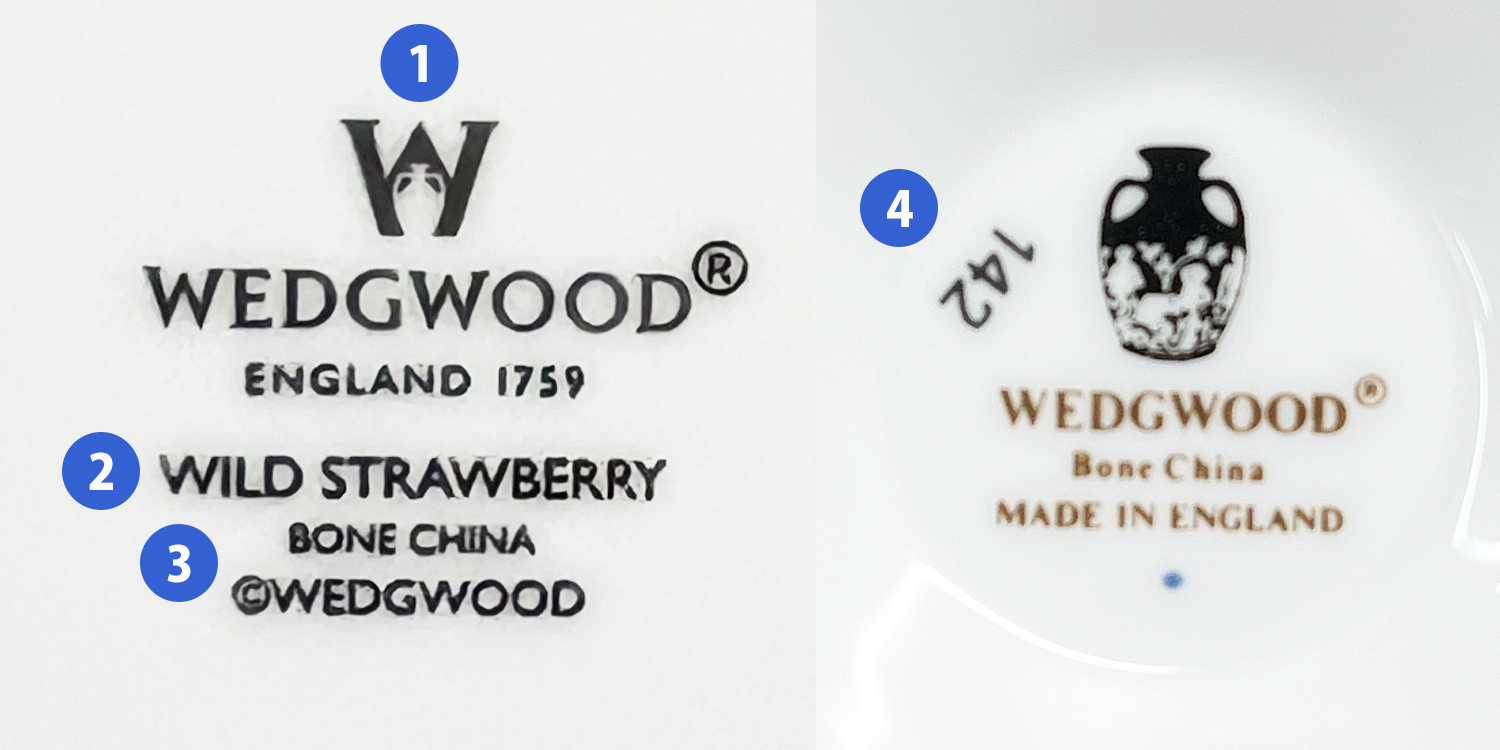 1
W
WEDGWOOD®
ENGLAND 1759
2 WILD STRAWBERRY
3 BONE CHINA
©WEDGWOOD
4
142
WEDGWOOD®
Bone China
MADE IN ENGLAND